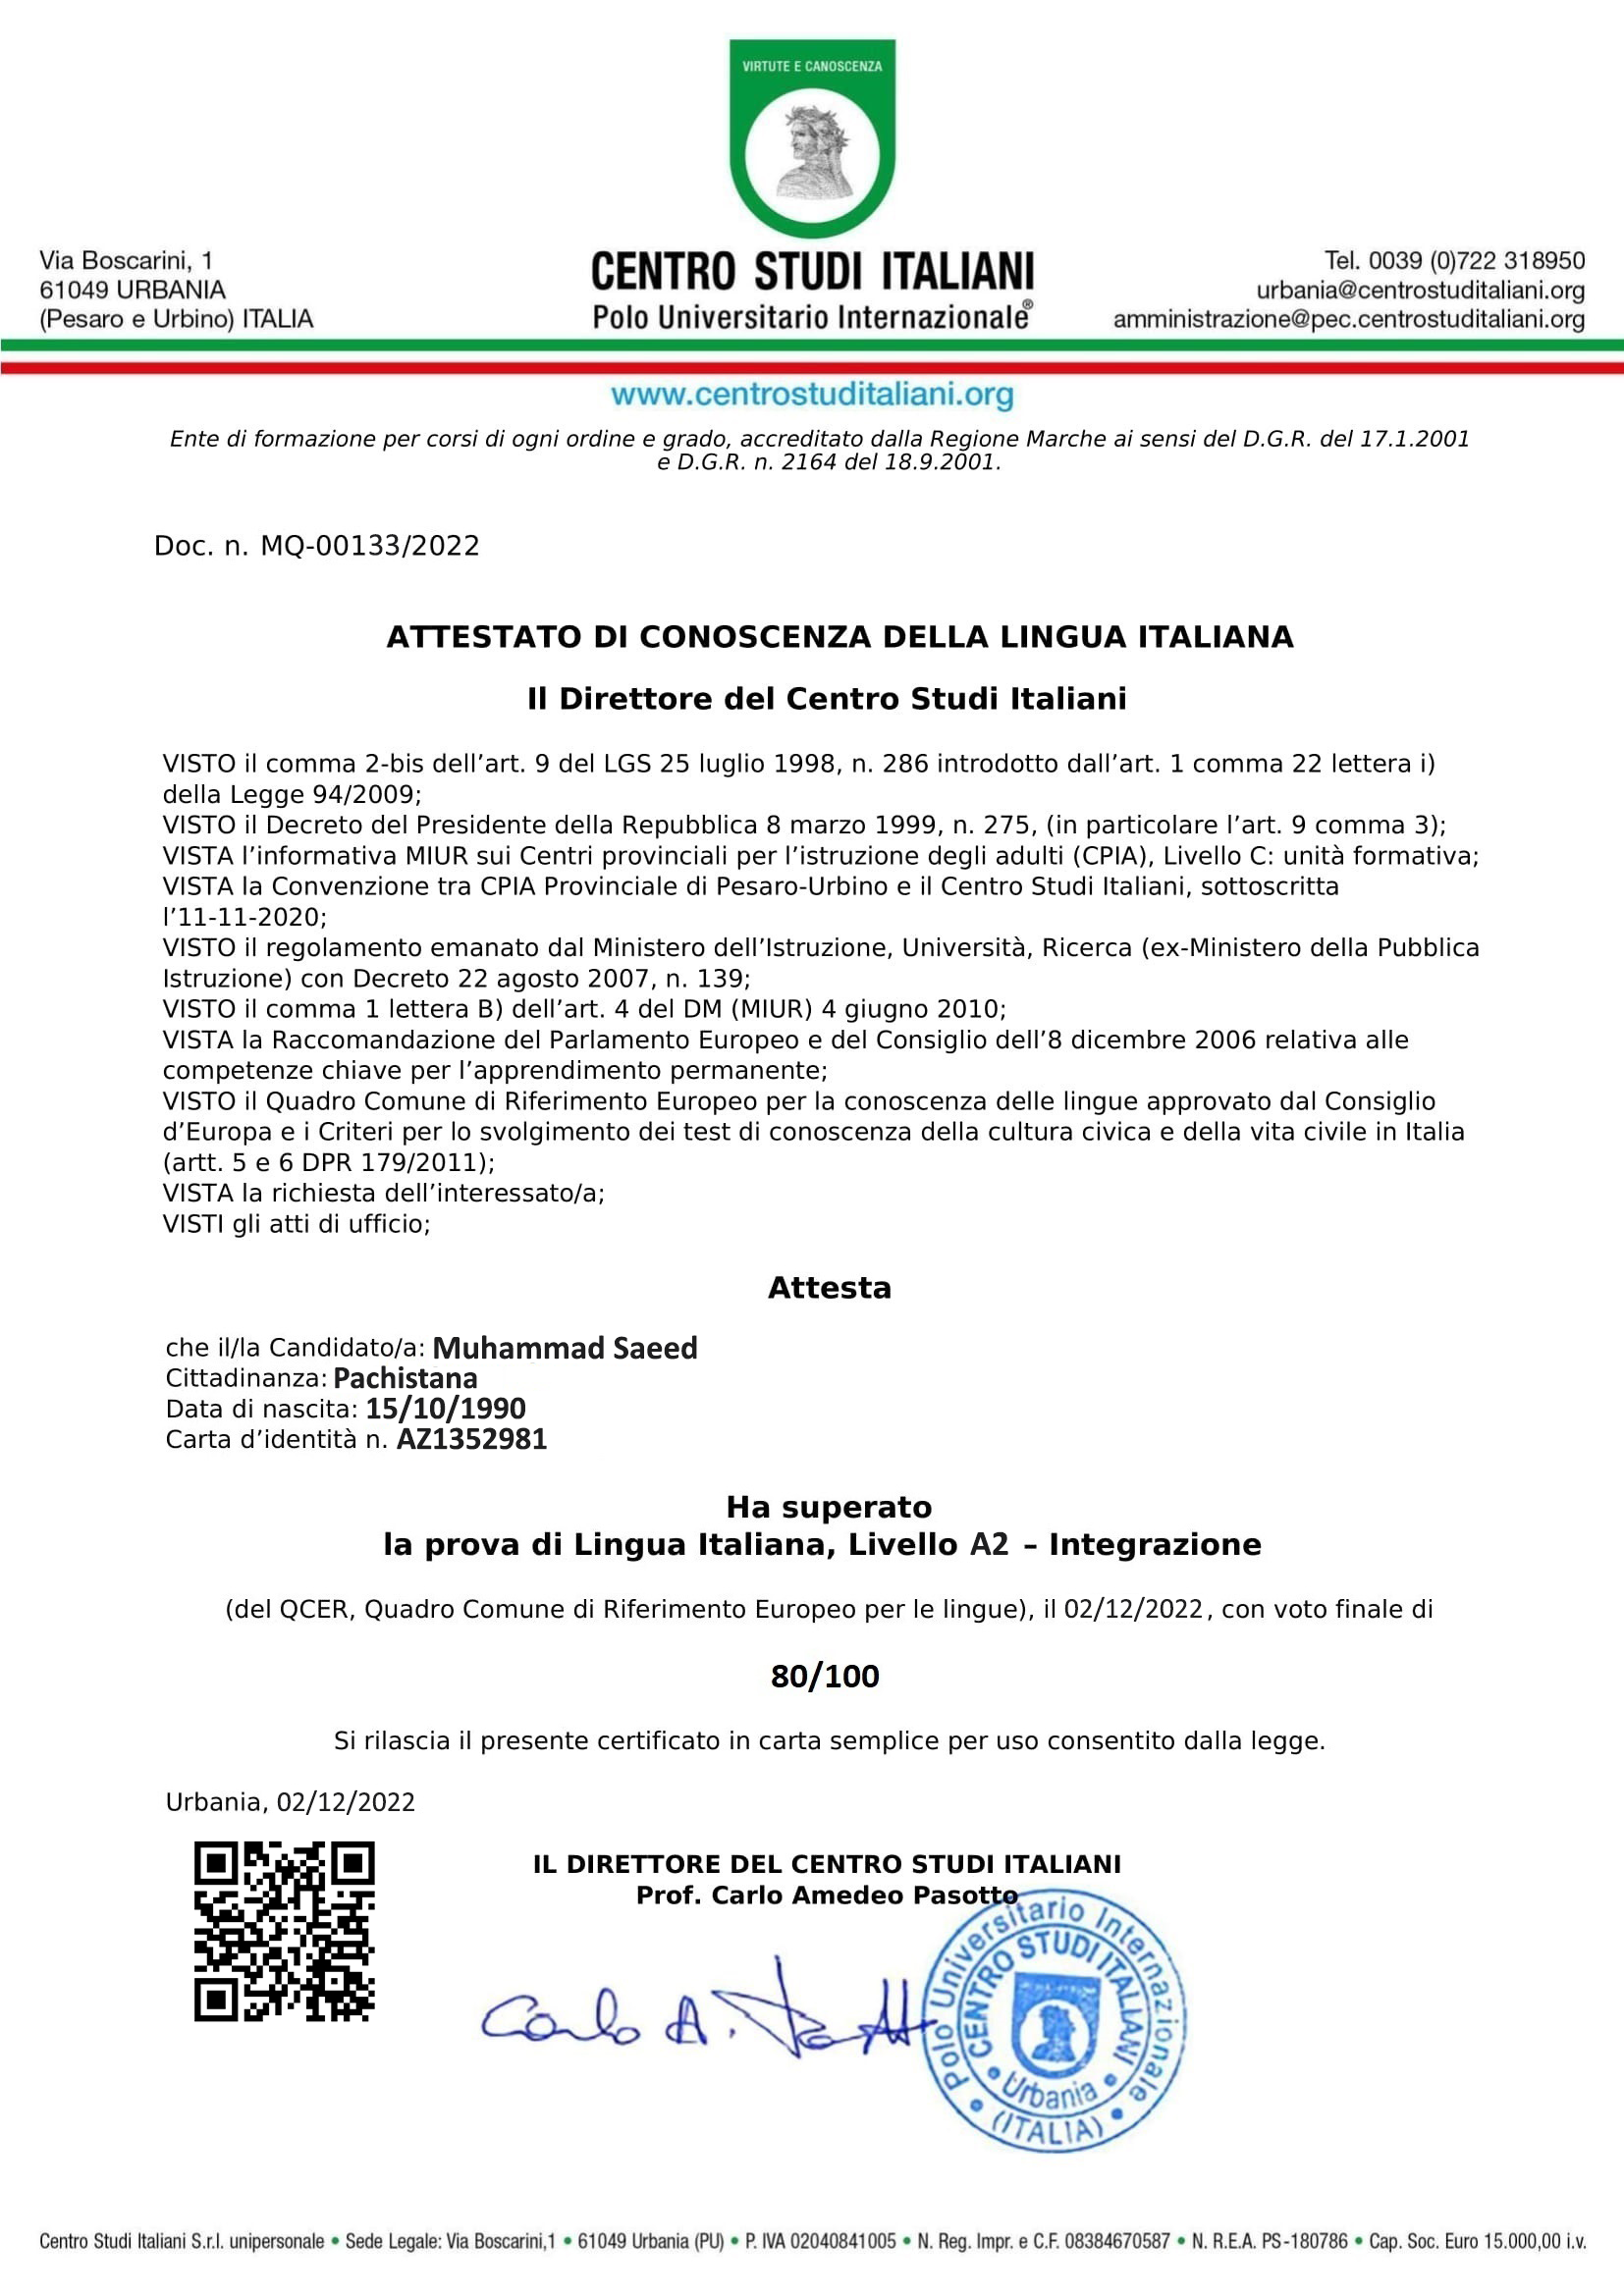 VIRTUTE E CANOSCENZA
Via Boscarini, 1
61049 URBANIA
(Pesaro e Urbino) ITALIA
CENTRO STUDI ITALIANI
Polo Universitario Internazionale®
Tel. 0039 (0)722 318950
urbania@centrostuditaliani.org
amministrazione@pec.centrostuditaliani.org
www.centrostuditaliani.org
Ente di formazione per corsi di ogni ordine e grado, accreditato dalla Regione Marche ai sensi del D.G.R. del 17.1.2001
e D.G.R. n. 2164 del 18.9.2001.
Doc. n. MQ-00133/2022
ATTESTATO DI CONOSCENZA DELLA LINGUA ITALIANA
Il Direttore del Centro Studi Italiani
VISTO il comma 2-bis dell’art. 9 del LGS 25 luglio 1998, n. 286 introdotto dall’art. 1 comma 22 lettera i)
della Legge 94/2009;
VISTO il Decreto del Presidente della Repubblica 8 marzo 1999, n. 275, (in particolare l’art. 9 comma 3);
VISTA l’informativa MIUR sui Centri provinciali per l’istruzione degli adulti (CPIA), Livello C: unità formativa;
VISTA la Convenzione tra CPIA Provinciale di Pesaro-Urbino e il Centro Studi Italiani, sottoscritta
l’11-11-2020;
VISTO il regolamento emanato dal Ministero dell’Istruzione, Università, Ricerca (ex-Ministero della Pubblica
Istruzione) con Decreto 22 agosto 2007, n. 139;
VISTO il comma 1 lettera B) dell’art. 4 del DM (MIUR) 4 giugno 2010;
VISTA la Raccomandazione del Parlamento Europeo e del Consiglio dell’8 dicembre 2006 relativa alle
competenze chiave per l’apprendimento permanente;
VISTO il Quadro Comune di Riferimento Europeo per la conoscenza delle lingue approvato dal Consiglio
d’Europa e i Criteri per lo svolgimento dei test di conoscenza della cultura civica e della vita civile in Italia
(artt. 5 e 6 DPR 179/2011);
VISTA la richiesta dell’interessato/a;
VISTI gli atti di ufficio;
Attesta
che il/la Candidato/a: Muhammad Saeed
Cittadinanza: Pachistana
Data di nascita: 15/10/1990
Carta d’identità n. AZ1352981
Ha superato
la prova di Lingua Italiana, Livello A2 – Integrazione
(del QCER, Quadro Comune di Riferimento Europeo per le lingue), il 02/12/2022, con voto finale di
80/100
Si rilascia il presente certificato in carta semplice per uso consentito dalla legge.
Urbania, 02/12/2022
IL DIRETTORE DEL CENTRO STUDI ITALIANI
Prof. Carlo Amedeo Pasotto
Carlo A. Pasotto
Polo Universitario Internazionale
CENTRO STUDI ITALIANI
Urbania
(ITALIA)
Centro Studi Italiani S.r.l. unipersonale • Sede Legale: Via Boscarini,1 • 61049 Urbania (PU) • P. IVA 02040841005 • N. Reg. Impr. e C.F. 08384670587 • N. R.E.A. PS-180786 • Cap. Soc. Euro 15.000,00 i.v.